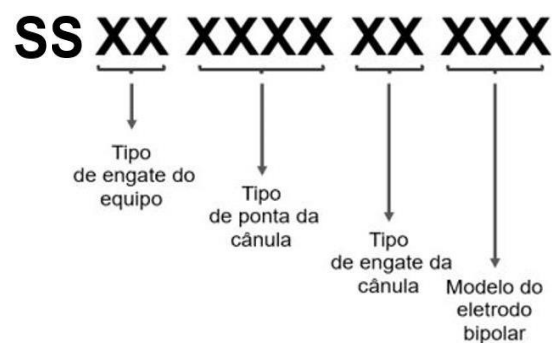 SS XX XXXX XX XXX
Tipo
de engate do
equipo
Tipo
de ponta da
cânula
Tipo
de engate da
cânula
Modelo do
eletrodo
bipolar